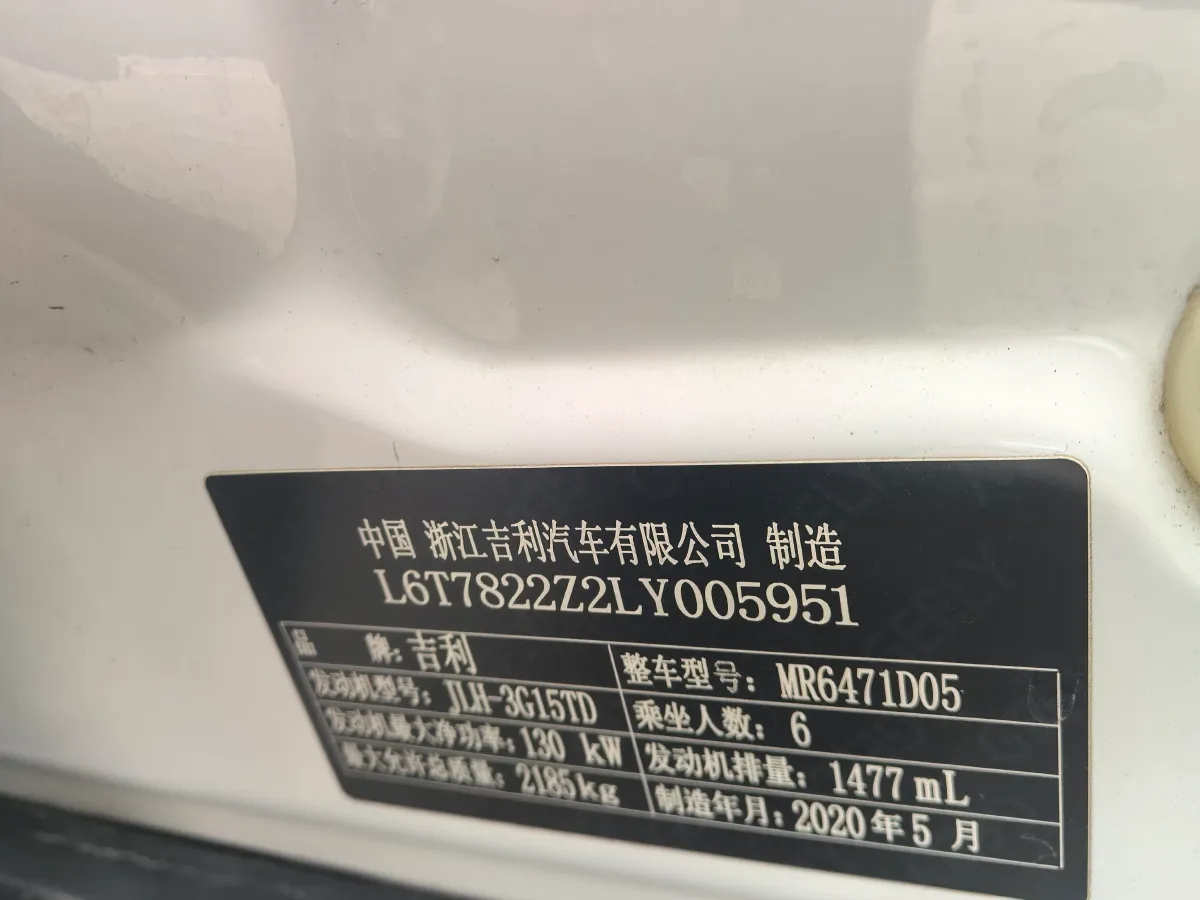 中国 浙江吉利汽车有限公司 制造
L6T7822Z2LY005951
品 牌：吉利
整车型号：MR6471D05
发动机型号：JLH-3G15TD
乘坐人数：6
发动机最大净功率：130 kW
发动机排量：1477 mL
最大允许总质量：2185kg
制造年月：2020年5月